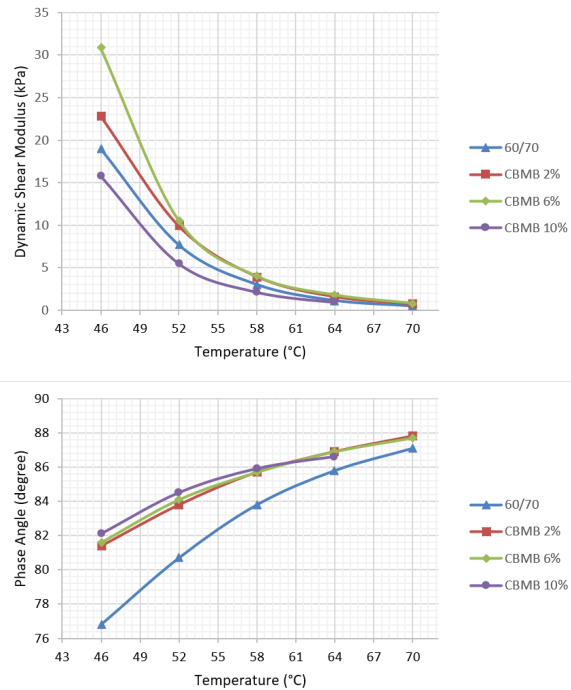 35
30
25
20
15
10
5
0
Dynamic Shear Modulus (kPa)
43 46 49 52 55 58 61 64 67 70
Temperature (°C)
60/70
CBMB 2%
CBMB 6%
CBMB 10%
90
88
86
84
82
80
78
76
Phase Angle (degree)
43 46 49 52 55 58 61 64 67 70
Temperature (°C)
60/70
CBMB 2%
CBMB 6%
CBMB 10%